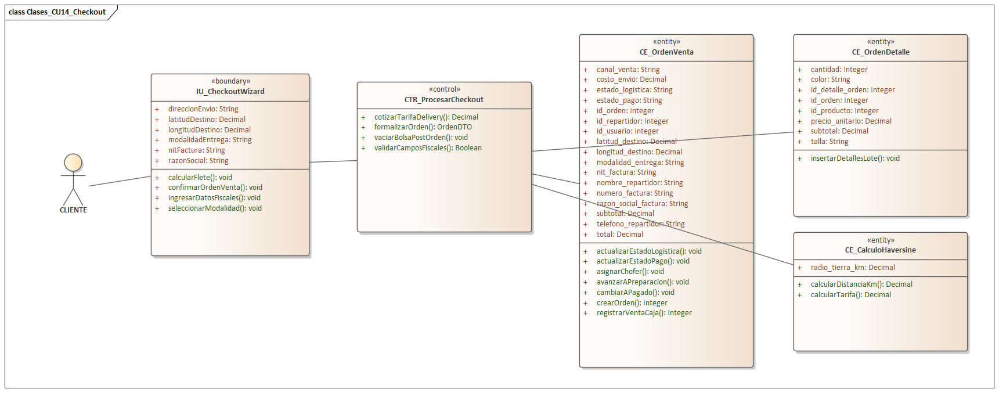 class Clases_CU14_Checkout
CLIENTE
«boundary»
IU_CheckoutWizard
+ direccionEnvio: String
+ latitudDestino: Decimal
+ longitudDestino: Decimal
+ modalidadEntrega: String
+ nitFactura: String
+ razonSocial: String
+ calcularFlete(): void
+ confirmarOrdenVenta(): void
+ ingresarDatosFiscales(): void
+ seleccionarModalidad(): void
«control»
CTR_ProcesarCheckout
+ cotizarTarifaDelivery(): Decimal
+ formalizarOrden(): OrdenDTO
+ vaciarBolsaPostOrden(): void
+ validarCamposFiscales(): Boolean
«entity»
CE_OrdenVenta
+ canal_venta: String
+ costo_envio: Decimal
+ estado_logistica: String
+ estado_pago: String
+ id_orden: Integer
+ id_repartidor: Integer
+ id_usuario: Integer
+ latitud_destino: Decimal
+ longitud_destino: Decimal
+ modalidad_entrega: String
+ nit_factura: String
+ nombre_repartidor: String
+ numero_factura: String
+ razon_social_factura: String
+ subtotal: Decimal
+ telefono_repartidor: String
+ total: Decimal
+ actualizarEstadoLogistica(): void
+ actualizarEstadoPago(): void
+ asignarChofer(): void
+ avanzarAPreparacion(): void
+ cambiarAPagado(): void
+ crearOrden(): Integer
+ registrarVentaCaja(): Integer
«entity»
CE_OrdenDetalle
+ cantidad: Integer
+ color: String
+ id_detalle_orden: Integer
+ id_orden: Integer
+ id_producto: Integer
+ precio_unitario: Decimal
+ subtotal: Decimal
+ talla: String
+ insertarDetallesLote(): void
«entity»
CE_CalculoHaversine
+ radio_tierra_km: Decimal
+ calcularDistanciaKm(): Decimal
+ calcularTarifa(): Decimal